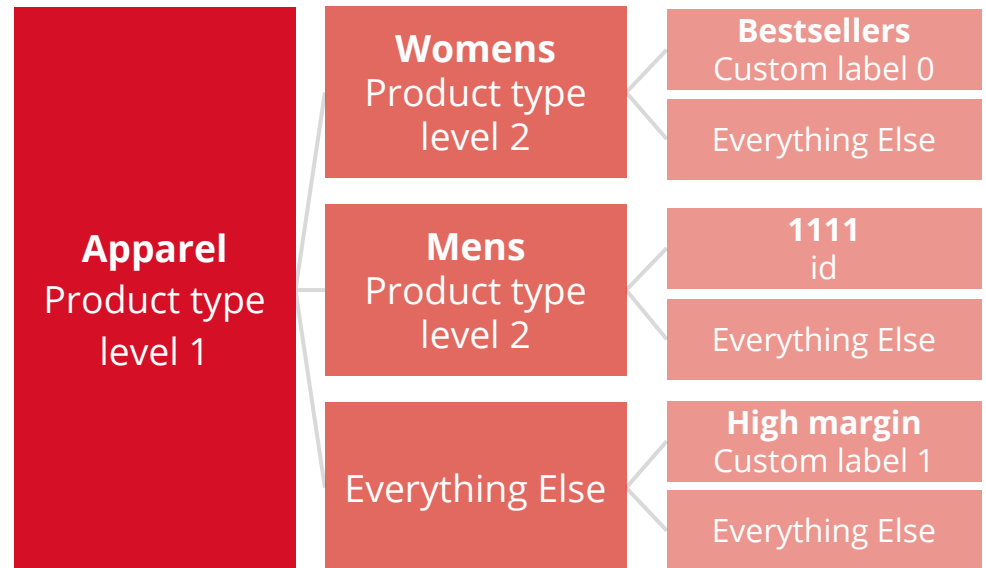 Apparel
Product type
level 1
Womens
Product type
level 2
Bestsellers
Custom label 0
Everything Else
Mens
Product type
level 2
1111
id
Everything Else
Everything Else
High margin
Custom label 1
Everything Else